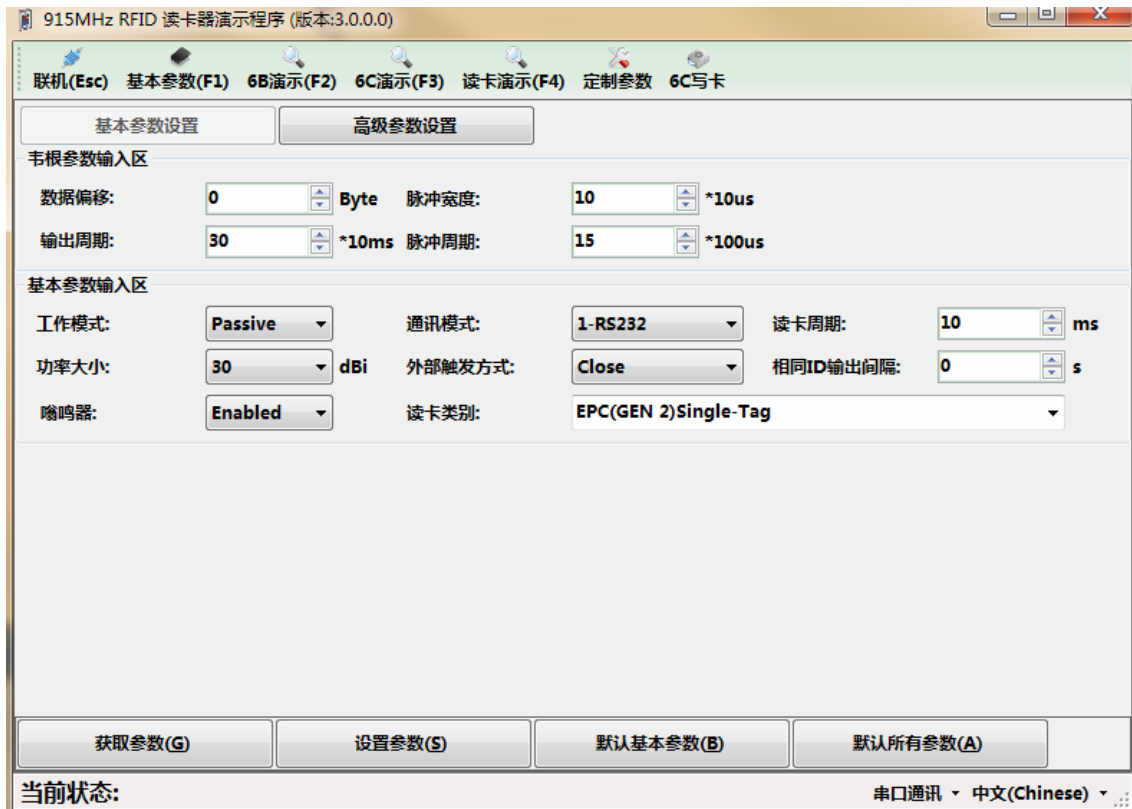 915MHz RFID 读卡器演示程序 (版本:3.0.0.0)
联机(Esc) 基本参数(F1) 6B演示(F2) 6C演示(F3) 读卡演示(F4) 定制参数 6C写卡
基本参数设置 高级参数设置
韦根参数输入区
数据偏移: 0 Byte 脉冲宽度: 10 *10us
输出周期: 30 *10ms 脉冲周期: 15 *100us
基本参数输入区
工作模式: Passive 通讯模式: 1-RS232 读卡周期: 10 ms
功率大小: 30 dBi 外部触发方式: Close 相同ID输出间隔: 0 s
嗡鸣器: Enabled 读卡类别: EPC(GEN 2)Single-Tag
获取参数(G) 设置参数(S) 默认基本参数(B) 默认所有参数(A)
当前状态: 串口通讯 中文(Chinese)